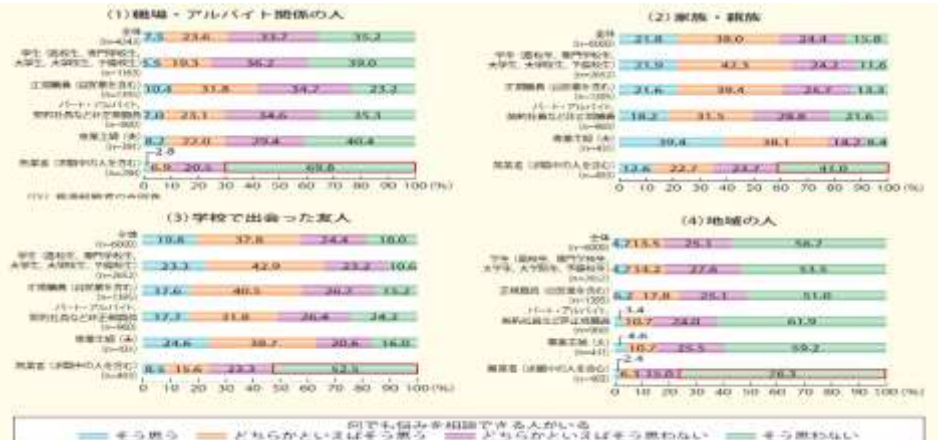 (1) 職場・アルバイト関係の人
全体
7.5 23.6 33.7 35.2
学生（高校生、専門学校生、
大学生、大学院生、予備校生）
5.5 19.3 36.2 39.0
正規職員（自営業を含む）
10.4 31.8 34.7 23.2
パート・アルバイト、
契約社員など非正規職員
7.0 23.1 34.6 35.3
専業主婦（夫）
8.2 22.0 29.4 40.4
2.8
無業者（求職中の人を含む）
6.9 20.5 69.8
0 10 20 30 40 50 60 70 80 90 100(%)
(2) 家族・親族
全体
(n=6000)
21.8 38.0 24.4 15.8
学生（高校生、専門学校生、
大学生、大学院生、予備校生）
21.9 42.3 24.2 11.6
正規職員（自営業を含む）
21.6 39.4 25.7 13.3
パート・アルバイト、
契約社員など非正規職員
18.2 31.5 28.8 21.6
専業主婦（夫）
39.4 38.1 14.2 8.4
無業者（求職中の人を含む）
12.6 22.7 23.7 41.0
0 10 20 30 40 50 60 70 80 90 100(%)
(3) 学校で出会った友人
全体
(n=6000)
19.8 37.8 24.4 18.0
学生（高校生、専門学校生、
大学生、大学院生、予備校生）
23.3 42.9 23.2 10.6
正規職員（自営業を含む）
17.6 40.5 26.7 15.2
パート・アルバイト、
契約社員など非正規職員
17.7 31.8 26.4 24.2
専業主婦（夫）
24.6 38.7 20.6 16.0
無業者（求職中の人を含む）
8.5 15.6 23.3 52.5
0 10 20 30 40 50 60 70 80 90 100(%)
(4) 地域の人
全体
(n=6000)
4.7 13.5 25.1 56.7
学生（高校生、専門学校生、
大学生、大学院生、予備校生）
4.7 14.2 27.6 53.5
正規職員（自営業を含む）
6.2 17.8 25.1 51.0
パート・アルバイト、
契約社員など非正規職員
3.4
10.7 24.0 61.9
専業主婦（夫）
4.6
10.7 25.5 59.2
2.4
無業者（求職中の人を含む）
6.3 15.0 76.3
0 10 20 30 40 50 60 70 80 90 100(%)
何でも悩みを相談できる人がいる
そう思う どちらかといえばそう思う どちらかといえばそう思わない そう思わない